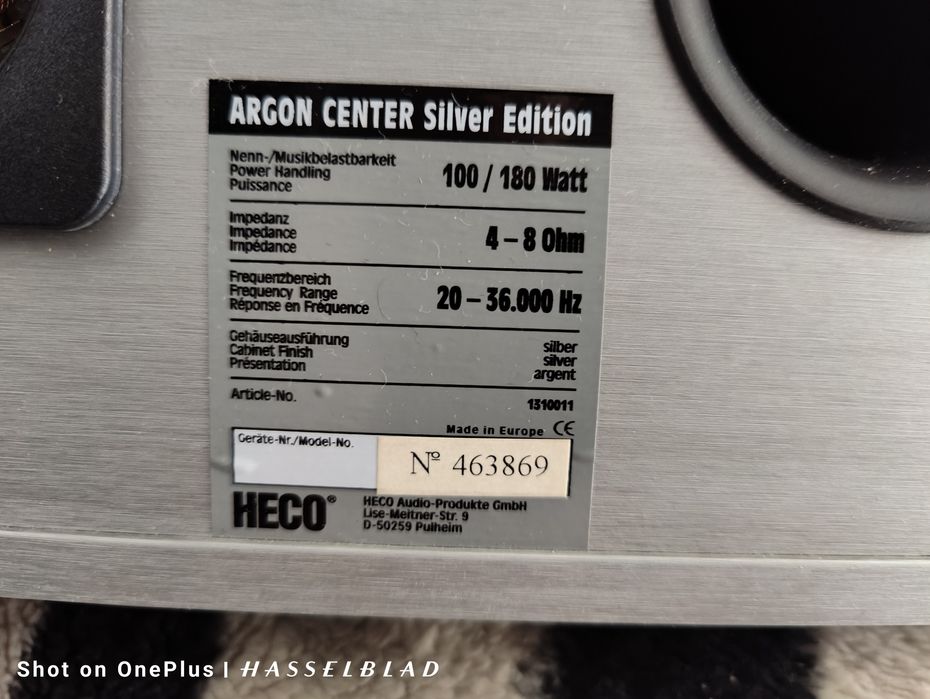 ARGON CENTER Silver Edition
Nenn-/Musikbelastbarkeit
Power Handling
Puissance
100 / 180 Watt
Impedanz
Impedance
Impédance
4 – 8 Ohm
Frequenzbereich
Frequency Range
Réponse en Fréquence
20 – 36.000 Hz
Gehäuseausführung
Cabinet Finish
Présentation
silber
silver
argent
Article-No.
1310011
Made in Europe CE
Geräte-Nr./Model-No.
Nº 463869
HECO®
HECO Audio-Produkte GmbH
Lise-Meitner-Str. 9
D-50259 Pulheim
Shot on OnePlus | HASSELBLAD